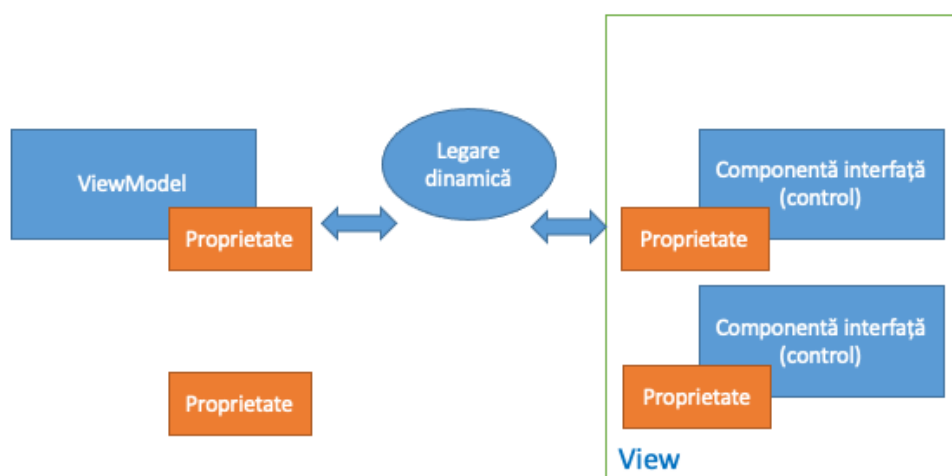 ViewModel
Proprietate
Legare
dinamică
Componentă interfață
(control)
Proprietate
Componentă interfață
(control)
Proprietate
Proprietate
View